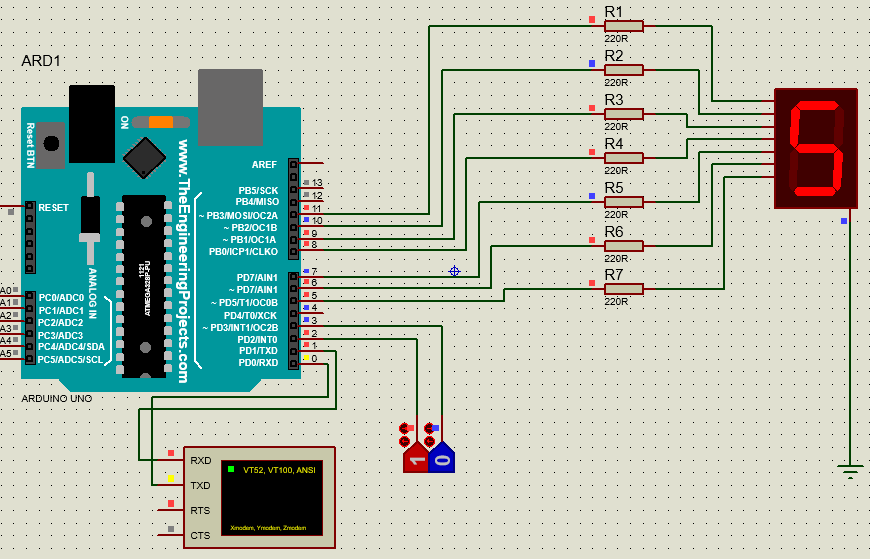 ARD1
ARDUINO UNO
Reset BTN
ON
www.TheEngineeringProjects.com
ANALOG IN
ATMEGA328P-PU
1121
RESET
A0 PC0/ADC0
A1 PC1/ADC1
A2 PC2/ADC2
A3 PC3/ADC3
A4 PC4/ADC4/SDA
A5 PC5/ADC5/SCL
AREF
PB5/SCK 13
PB4/MISO 12
~ PB3/MOSI/OC2A 11
~ PB2/OC1B 10
~ PB1/OC1A 9
PB0/ICP1/CLKO 8
PD7/AIN1 7
~ PD7/AIN1 6
~ PD5/T1/OC0B 5
PD4/T0/XCK 4
~ PD3/INT1/OC2B 3
PD2/INT0 2
PD1/TXD 1
PD0/RXD 0
R1
220R
R2
220R
R3
220R
R4
220R
R5
220R
R6
220R
R7
220R
5
1 0
RXD
TXD
RTS
CTS
VT52, VT100, ANSI
Xmodem, Ymodem, Zmodem